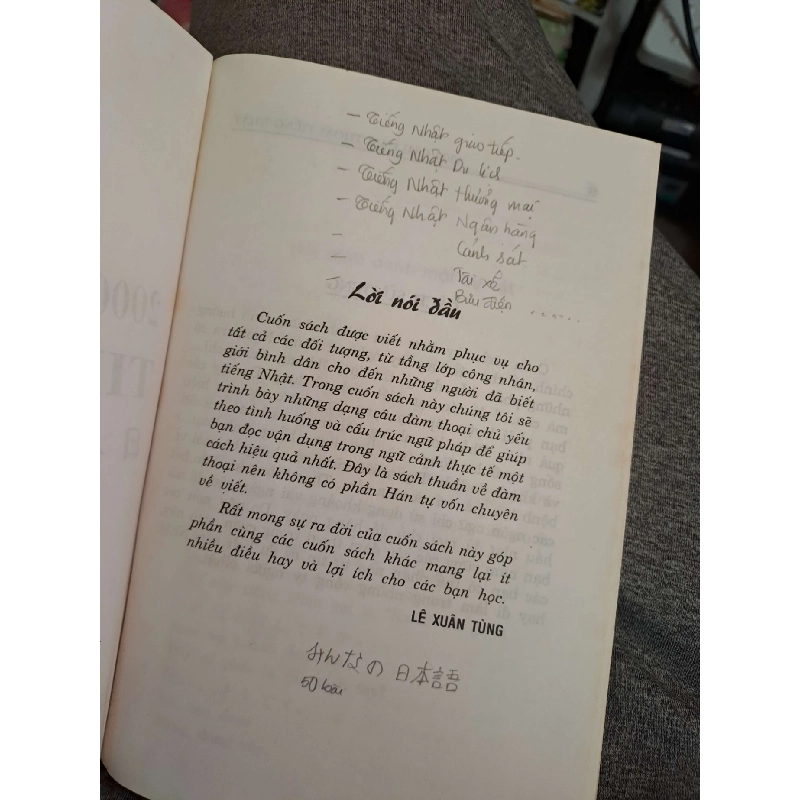 - Tiếng Nhật giao tiếp.
- Tiếng Nhật Du lịch
- Tiếng Nhật Thương mại
- Tiếng Nhật Ngân hàng
- Cảnh sát
- Tài xế
Bưu điện ......
Lời nói đầu
Cuốn sách được viết nhằm phục vụ cho
tất cả các đối tượng, từ tầng lớp công nhân,
giới bình dân cho đến những người đã biết
tiếng Nhật. Trong cuốn sách này chúng tôi sẽ
trình bày những dạng câu đàm thoại chủ yếu
theo tình huống và cấu trúc ngữ pháp để giúp
bạn đọc vận dung trong ngữ cảnh thực tế một
cách hiệu quả nhất. Đây là sách thuần về đàm
thoại nên không có phần Hán tự vốn chuyên
về viết.
Rất mong sự ra đời của cuốn sách này góp
phần cùng các cuốn sách khác mang lại ít
nhiều điều hay và lợi ích cho các bạn học.
LÊ XUÂN TÙNG
みんなの日本語
50 bài